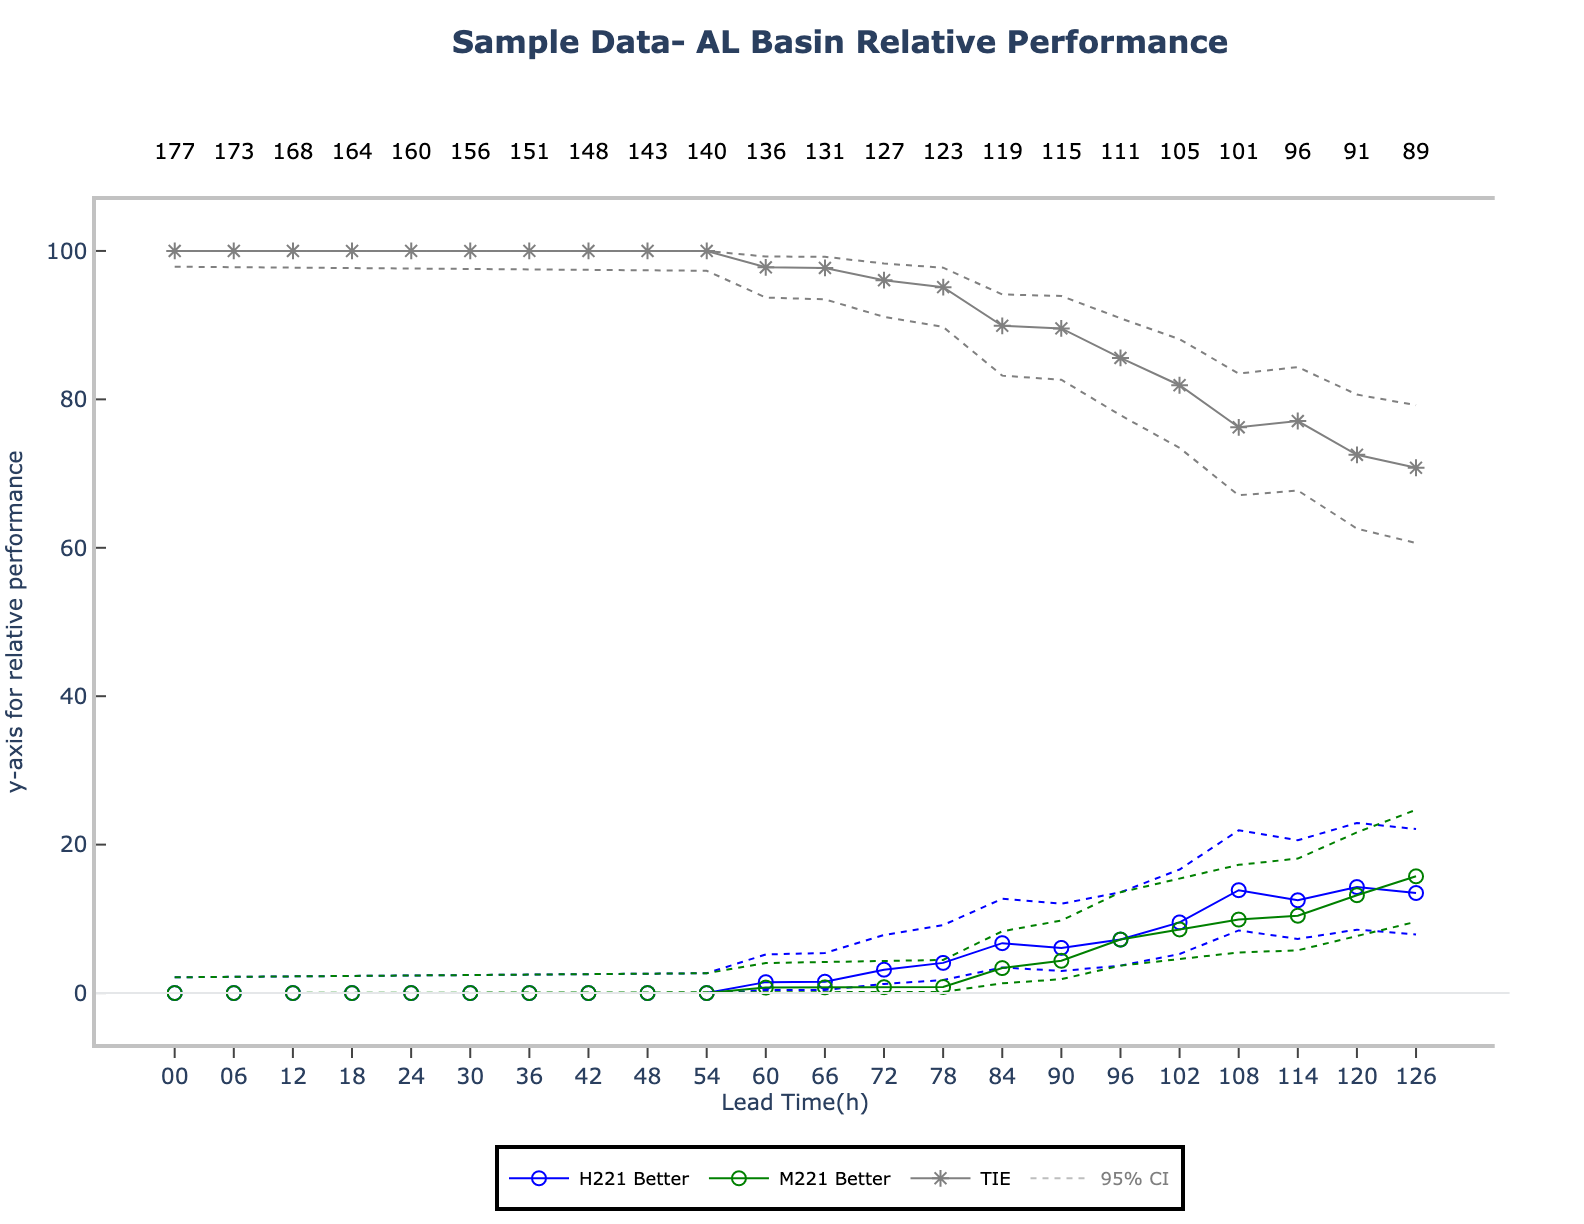 Sample Data- AL Basin Relative Performance
177 173 168 164 160 156 151 148 143 140 136 131 127 123 119 115 111 105 101 96 91 89
100
80
60
40
20
0
y-axis for relative performance
00 06 12 18 24 30 36 42 48 54 60 66 72 78 84 90 96 102 108 114 120 126
Lead Time(h)
H221 Better M221 Better TIE 95% CI